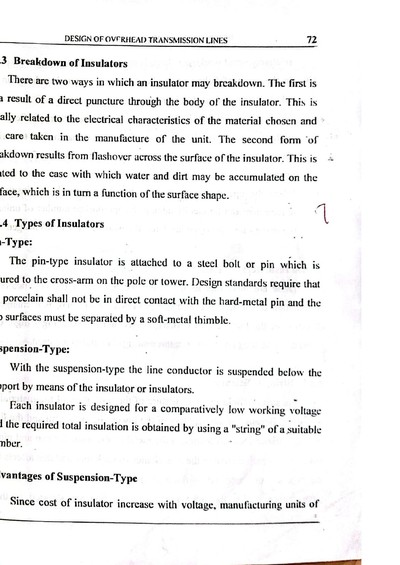 DESIGN OF OVERHEAD TRANSMISSION LINES 72
.3 Breakdown of Insulators
There are two ways in which an insulator may breakdown. The first is
a result of a direct puncture through the body of the insulator. This is
ally related to the electrical characteristics of the material chosen and
care taken in the manufacture of the unit. The second form of
akdown results from flashover across the surface of the insulator. This is
ated to the case with which water and dirt may be accumulated on the
face, which is in turn a function of the surface shape.
.4 Types of Insulators
-Type:
The pin-type insulator is attached to a steel bolt or pin which is
ured to the cross-arm on the pole or tower. Design standards require that
porcelain shall not be in direct contact with the hard-metal pin and the
o surfaces must be separated by a soft-metal thimble.
spension-Type:
With the suspension-type the line conductor is suspended below the
pport by means of the insulator or insulators.
Each insulator is designed for a comparatively low working voltage
d the required total insulation is obtained by using a "string" of a suitable
mber.
vantages of Suspension-Type
Since cost of insulator increase with voltage, manufacturing units of